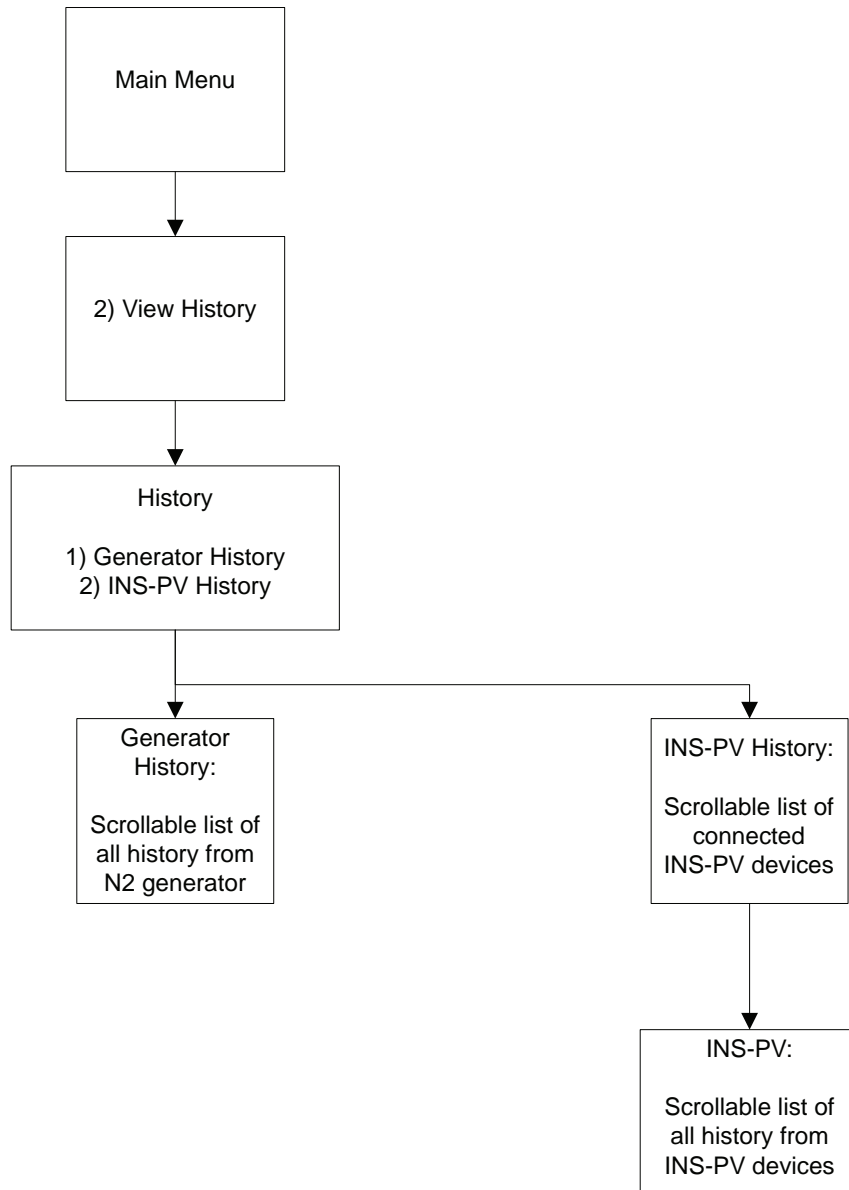 Main Menu
2) View History
History
1) Generator History
2) INS-PV History
Generator
History:
Scrollable list of
all history from
N2 generator
INS-PV History:
Scrollable list of
connected
INS-PV devices
INS-PV:
Scrollable list of
all history from
INS-PV devices